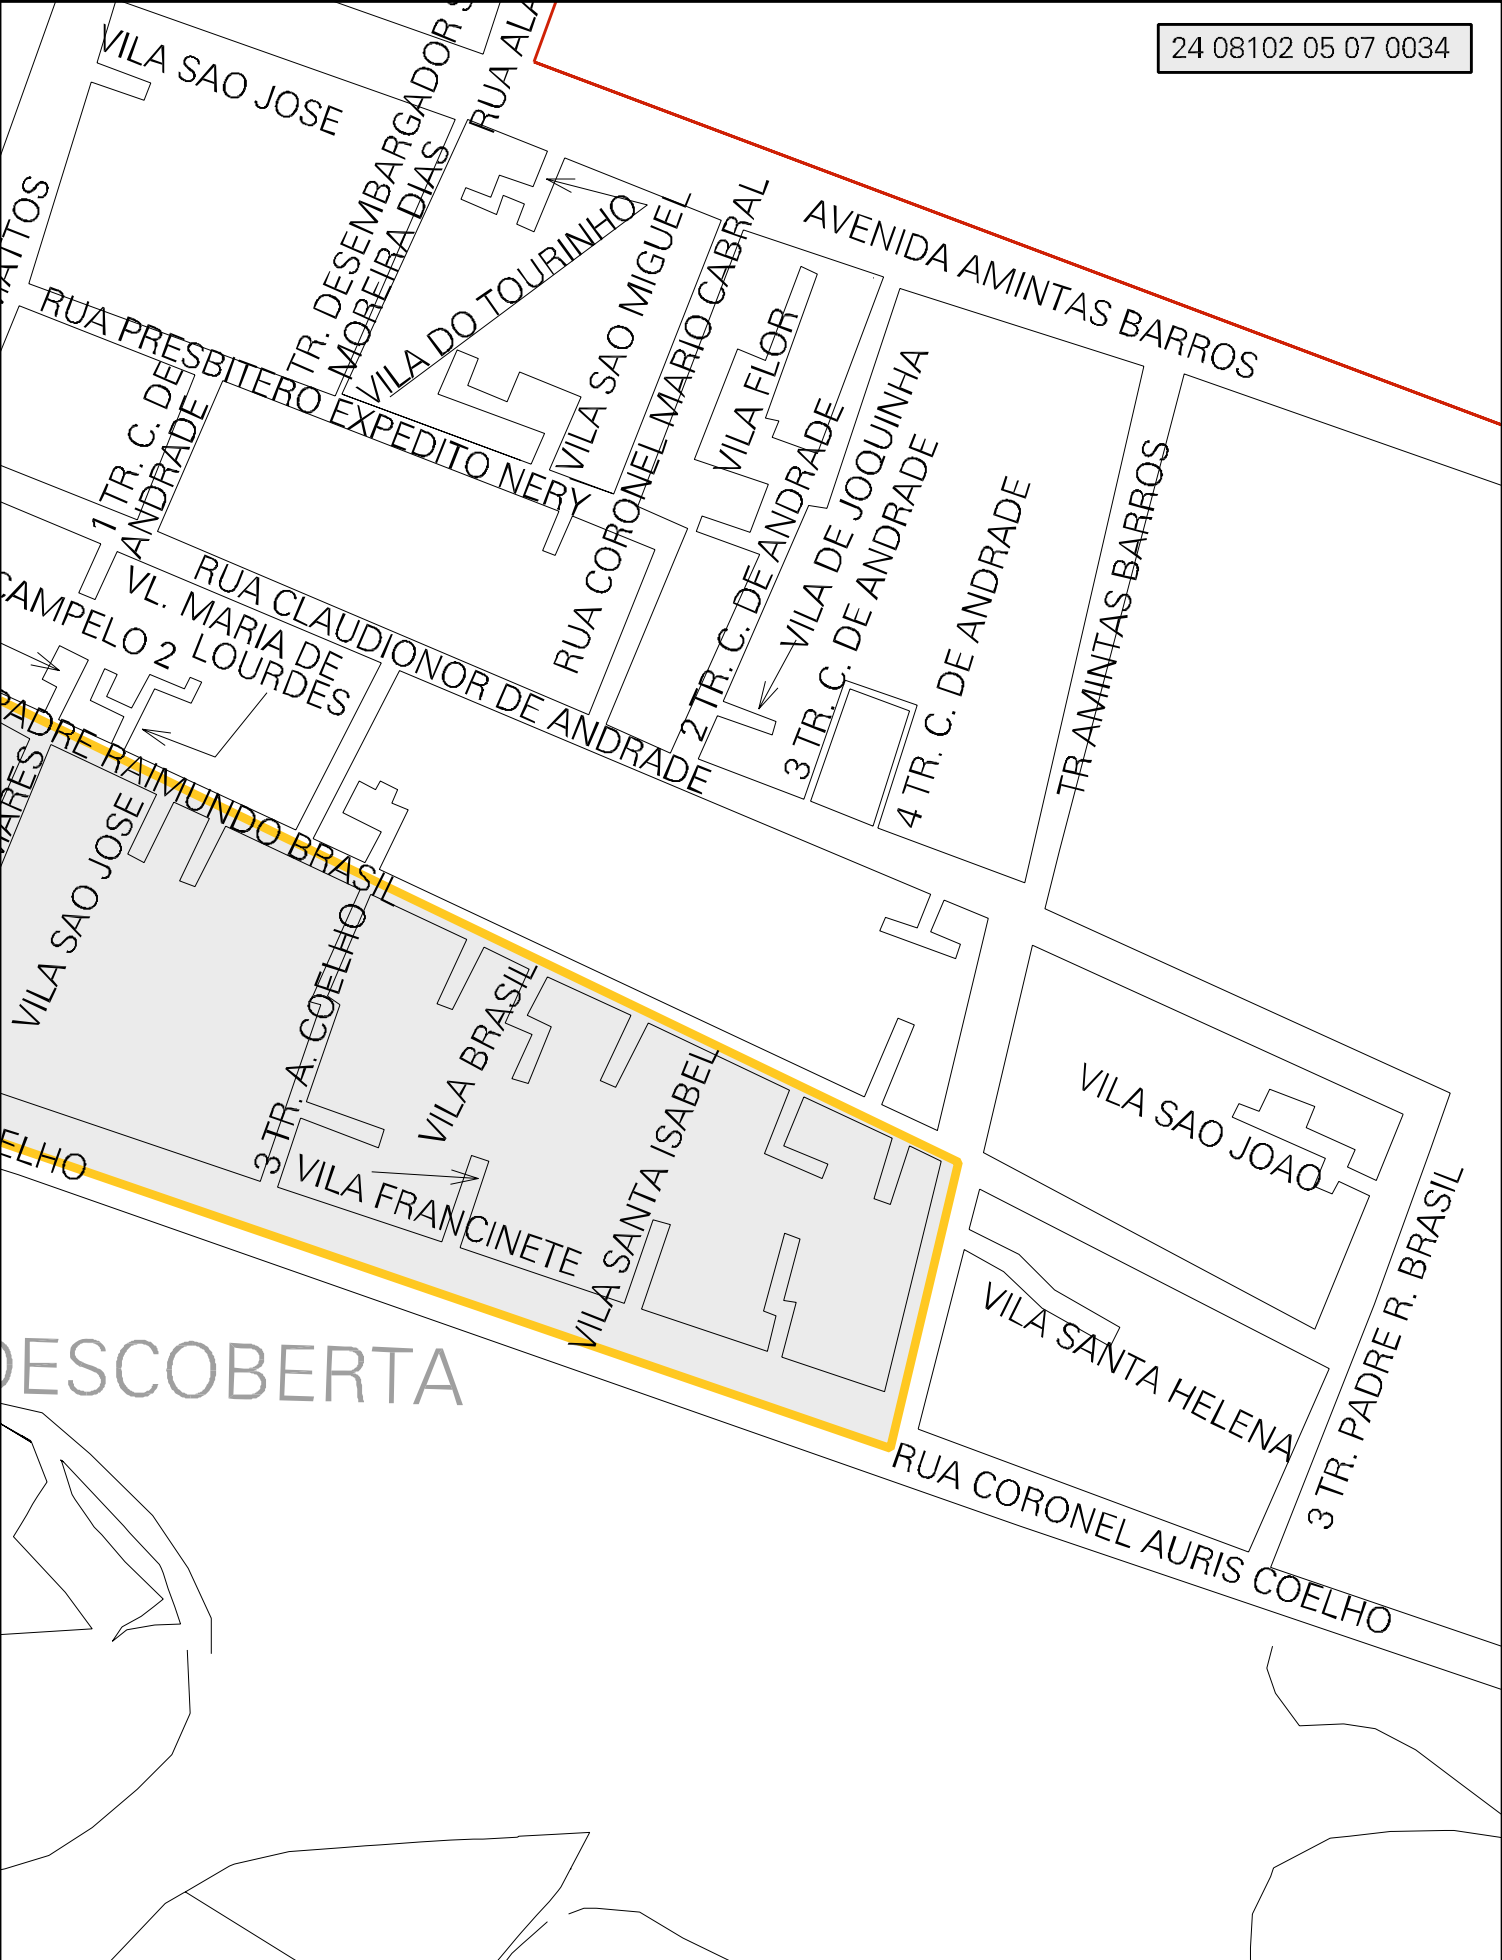 24 08102 05 07 0034
VILA SAO JOSE
TR. DESEMBARGADOR
MOREIRA DIAS
RUA
AVENIDA AMINTAS BARROS
VILA DO TOURINHO
VILA SAO MIGUEL
RUA CORONEL MARIO CABRAL
VILA FLOR
RUA PRESBITERO EXPEDITO NERY
1 TR. C. DE
ANDRADE
2 TR. C. DE ANDRADE
VILA DE JOQUINHA
3 TR. C. DE ANDRADE
4 TR. C. DE ANDRADE
TR AMINTAS BARROS
RUA CLAUDIONOR DE ANDRADE
VL. MARIA DE
LOURDES
CAMPELO 2
PADRE RAIMUNDO BRASIL
VILA SAO JOSE
3 TR. A. COELHO
VILA BRASIL
VILA SANTA ISABEL
VILA FRANCINETE
ELHO
VILA SAO JOAO
VILA SANTA HELENA
3 TR. PADRE R. BRASIL
DESCOBERTA
RUA CORONEL AURIS COELHO